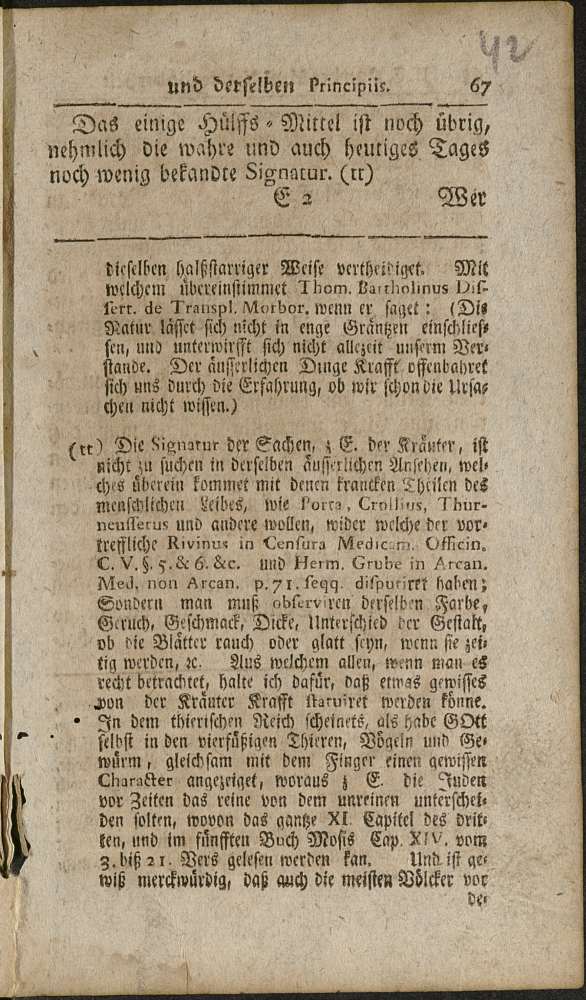 42
und derselben Principiis. 67
Das einige Hülffs-Mittel ist noch übrig,
nehmlich die wahre und auch heutiges Tages
noch wenig bekandte Signatur. (tt)
E 2 Wer
dieselben halßstarriger Weise vertheidiget. Mit
welchem übereinstimmet Thom. Bartholinus Dis-
sert. de Transpl. Morbor. wenn er saget: (Die
Natur lässet sich nicht in enge Gräntzen einschlies-
sen, und unterwirfft sich nicht allezeit unserm Ver-
stande. Der äusserlichen Dinge Krafft offenbahret
sich uns durch die Erfahrung, ob wir schon die Ursa-
chen nicht wissen.)
(tt) Die Signatur der Sachen, z E. der Kräuter, ist
nicht zu suchen in derselben äusserlichen Ansehen, wel-
ches überein kommet mit denen krancken Theilen des
menschlichen Leibes, wie Porta, Crollius, Thur-
neusserus und andere wollen, wider welche der vor-
treffliche Rivinus in Censura Medicam. Officin.
C. V. §. 5. & 6. &c. und Herm. Grube in Arcan.
Med. non Arcan. p. 71. seqq. disputiret haben;
Sondern man muß observiren derselben Farbe,
Geruch, Geschmack, Dicke, Unterschied der Gestalt,
ob die Blätter rauch oder glatt seyn, wenn sie zei-
tig werden, ꝛc. Aus welchem allen, wenn man es
recht betrachtet, halte ich dafür, daß etwas gewisses
von der Kräuter Krafft statuiret werden könne.
In dem thierischen Reich scheinets, als habe GOtt
selbst in den vierfüßigen Thieren, Vögeln und Ge-
würm, gleichsam mit dem Finger einen gewissen
Character angezeiget, woraus z E. die Juden
vor Zeiten das reine von dem unreinen unterschei-
den solten, wovon das gantze XI. Capitel des drit-
ten, und im fünfften Buch Mosis Cap. XIV. vom
3. biß 21. Vers gelesen werden kan. Und ist ge-
wiß merckwürdig, daß auch die meisten Völcker vor
de-